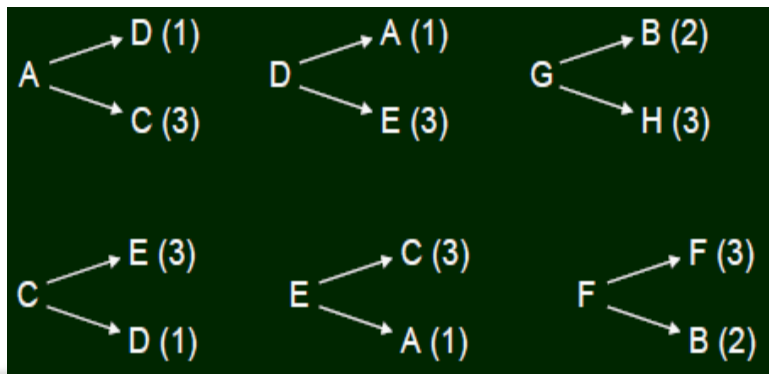 D (1) A (1) B (2)
A D G
C (3) E (3) H (3)
E (3) C (3) F (3)
C E F
D (1) A (1) B (2)